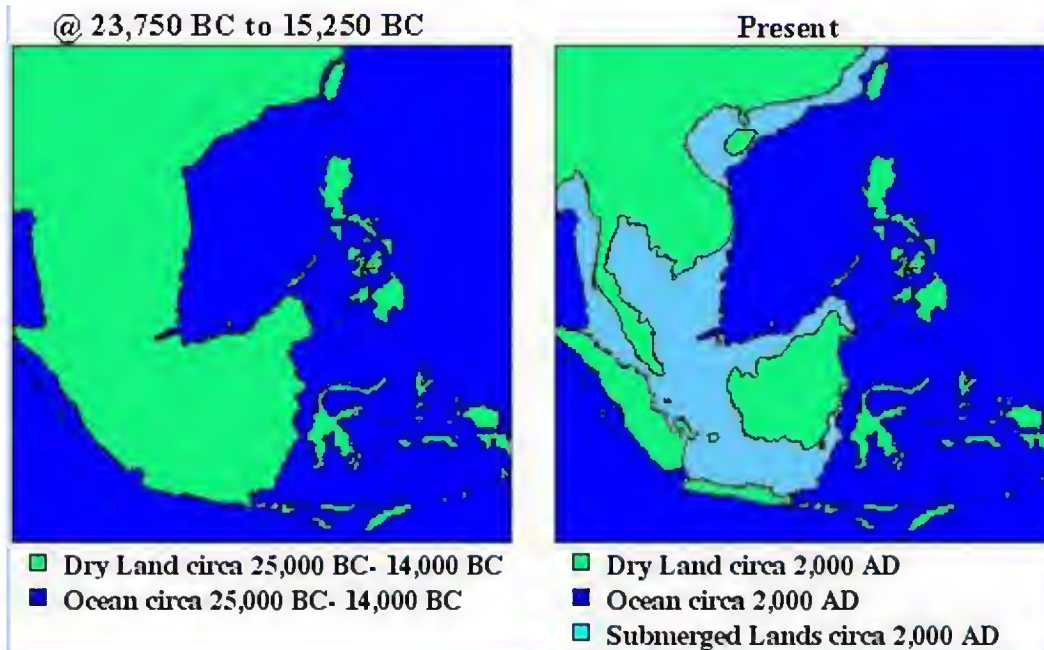 @ 23,750 BC to 15,250 BC
Present
Dry Land circa 25,000 BC- 14,000 BC
Ocean circa 25,000 BC- 14,000 BC
Dry Land circa 2,000 AD
Ocean circa 2,000 AD
Submerged Lands circa 2,000 AD